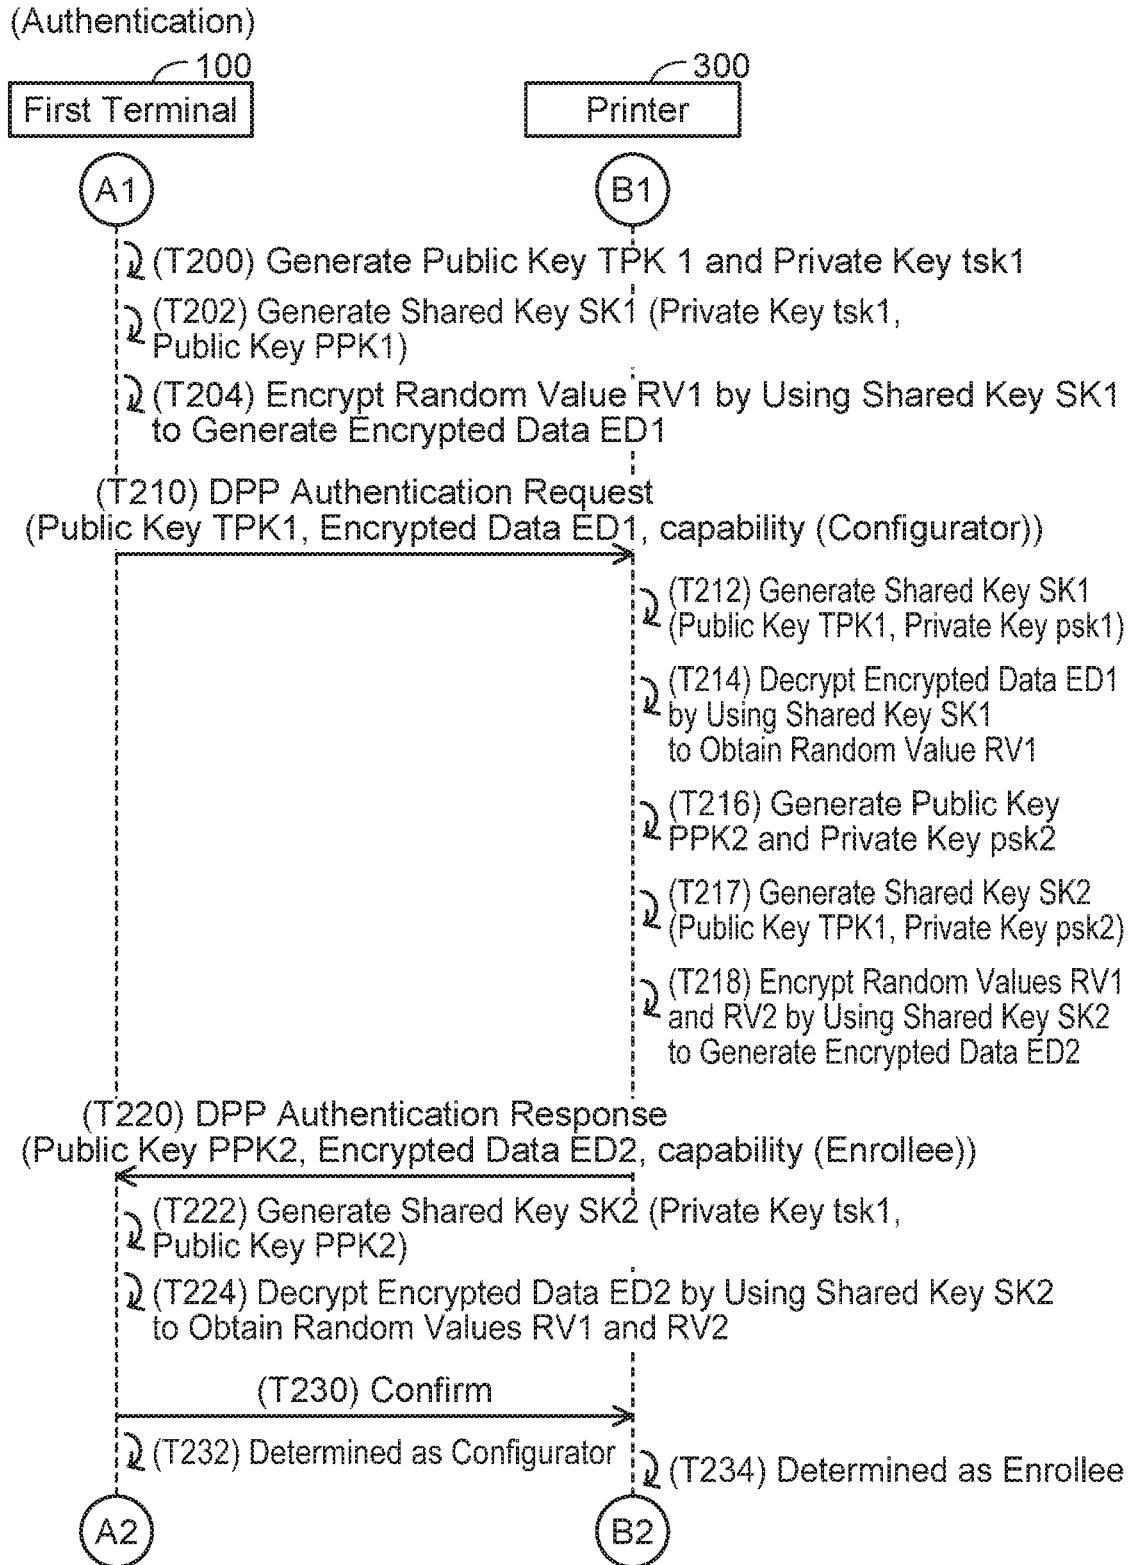 (Authentication)
100
300
First Terminal
Printer
A1
B1
(T200) Generate Public Key TPK 1 and Private Key tsk1
(T202) Generate Shared Key SK1 (Private Key tsk1,
Public Key PPK1)
(T204) Encrypt Random Value RV1 by Using Shared Key SK1
to Generate Encrypted Data ED1
(T210) DPP Authentication Request
(Public Key TPK1, Encrypted Data ED1, capability (Configurator))
(T212) Generate Shared Key SK1
(Public Key TPK1, Private Key psk1)
(T214) Decrypt Encrypted Data ED1
by Using Shared Key SK1
to Obtain Random Value RV1
(T216) Generate Public Key
PPK2 and Private Key psk2
(T217) Generate Shared Key SK2
(Public Key TPK1, Private Key psk2)
(T218) Encrypt Random Values RV1
and RV2 by Using Shared Key SK2
to Generate Encrypted Data ED2
(T220) DPP Authentication Response
(Public Key PPK2, Encrypted Data ED2, capability (Enrollee))
(T222) Generate Shared Key SK2 (Private Key tsk1,
Public Key PPK2)
(T224) Decrypt Encrypted Data ED2 by Using Shared Key SK2
to Obtain Random Values RV1 and RV2
(T230) Confirm
(T232) Determined as Configurator
(T234) Determined as Enrollee
A2
B2